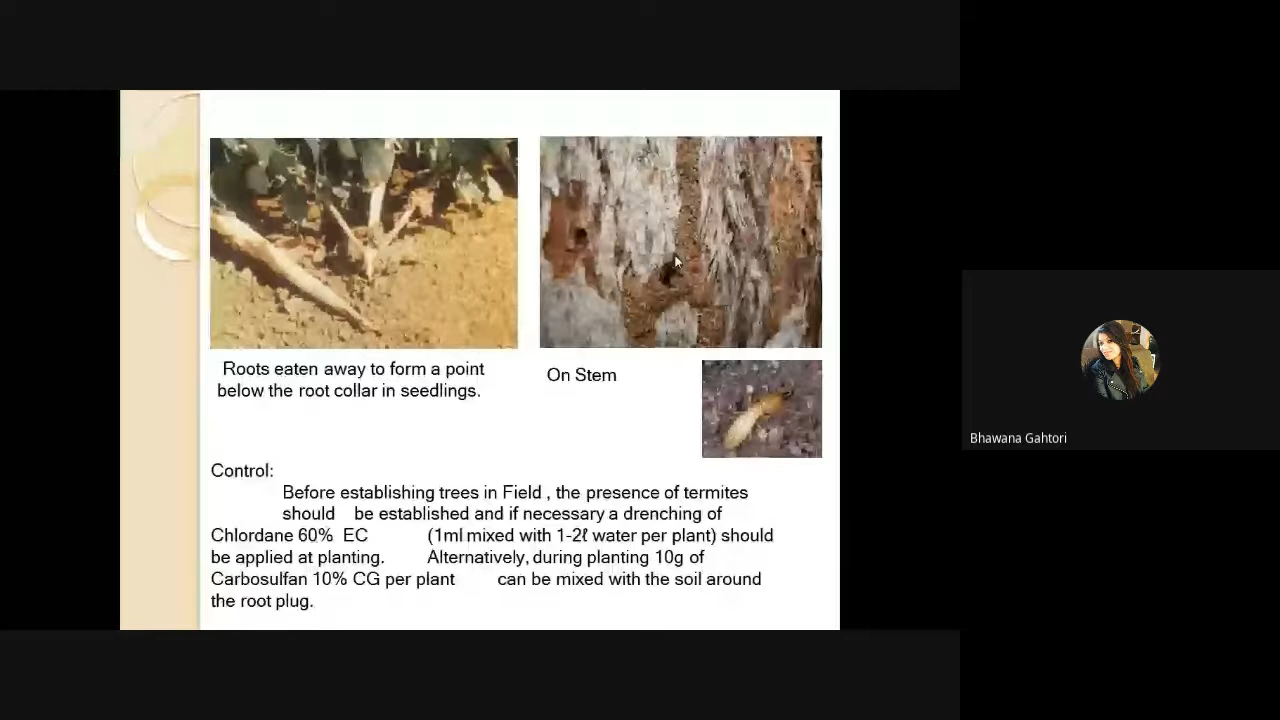 Roots eaten away to form a point
below the root collar in seedlings.
On Stem
Control:
Before establishing trees in Field , the presence of termites
should be established and if necessary a drenching of
Chlordane 60% EC (1ml mixed with 1-2ℓ water per plant) should
be applied at planting. Alternatively, during planting 10g of
Carbosulfan 10% CG per plant can be mixed with the soil around
the root plug.
Bhawana Gahtori